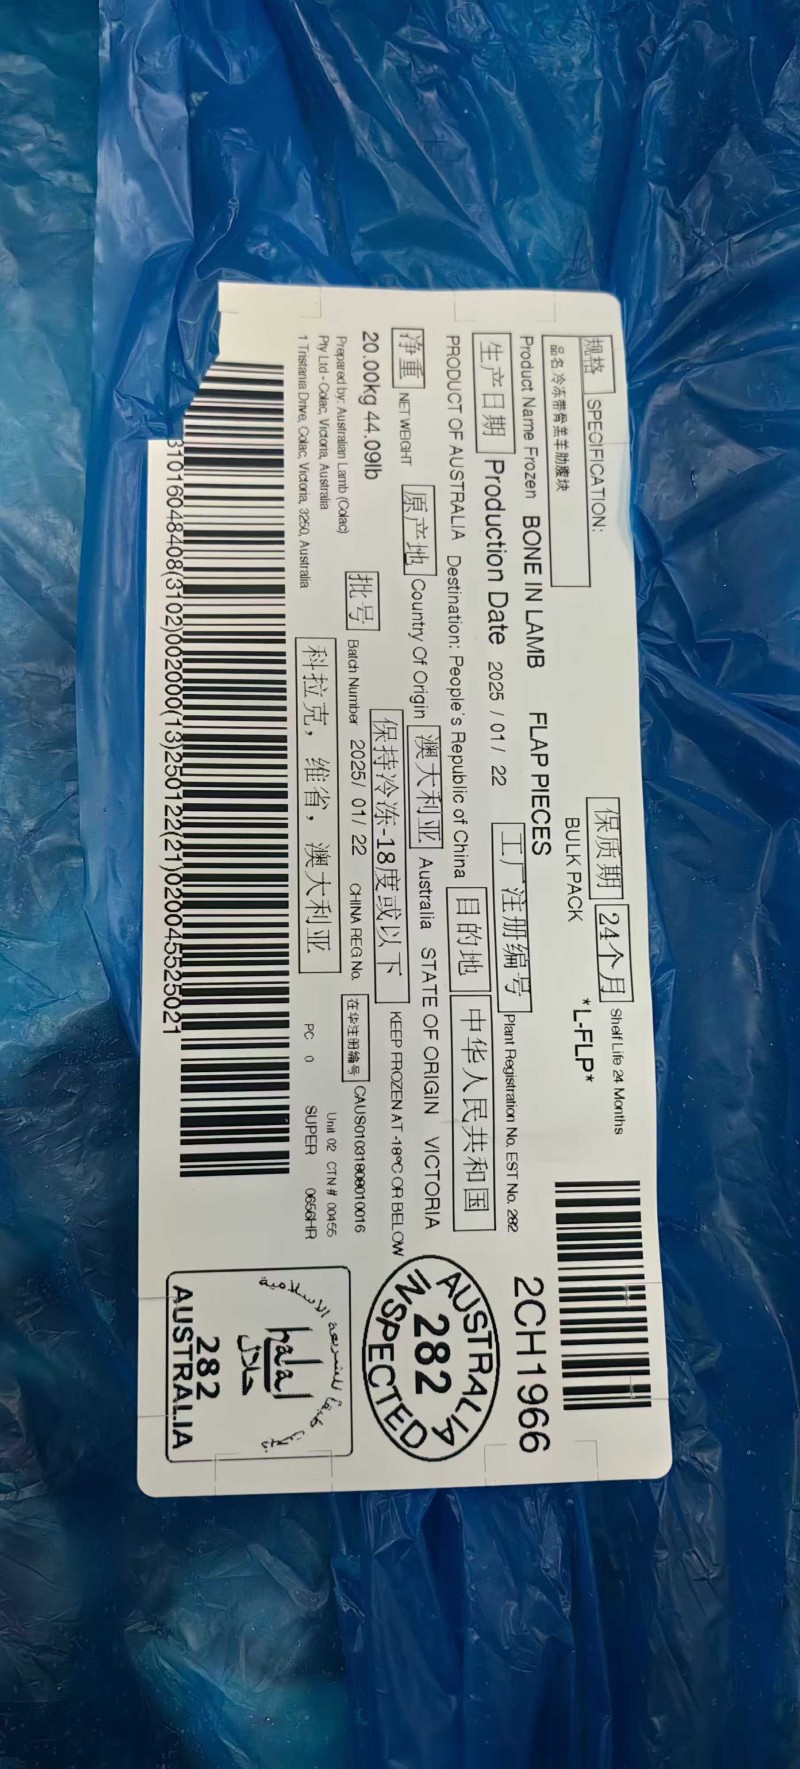 规格 SPECIFICATION:
保质期 24个月 Shelf Life 24 Months
品名 冷冻带骨羔羊肋腹块
BULK PACK *L-FLP*
Product Name Frozen BONE IN LAMB FLAP PIECES
2CH1966
生产日期 Production Date 2025 / 01 / 22 工厂注册编号 Plant Registration No. EST No. 282
PRODUCT OF AUSTRALIA Destination: People's Republic of China 目的地 中华人民共和国
净重 NET WEIGHT 原产地 Country Of Origin 澳大利亚 Australia STATE OF ORIGIN VICTORIA
20.00kg 44.09lb 保持冷冻-18度或以下 KEEP FROZEN AT -18°C OR BELOW
批号 Batch Number 2025/ 01/ 22 CHINA REG No. 在华注册编号 CAUS01031808010016
Prepared by: Australian Lamb (Colac)
Pty Ltd - Colac, Victoria, Australia
1 Tristania Drive, Colac, Victoria, 3250, Australia
科拉克，维省，澳大利亚
Unit 02 CTN # 00455
PC 0 SUPER 0656HR
31016048408(3102)002000(13)250122(21)020045525021
AUSTRALIA
282
INSPECTED
halal
حلال
282
AUSTRALIA